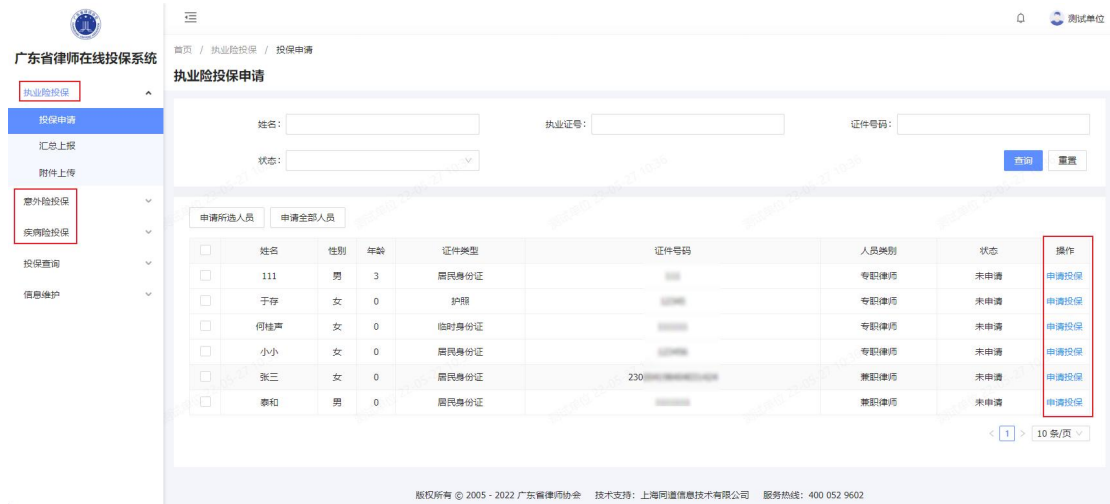 测试单位
广东省律师在线投保系统
首页 / 执业险投保 / 投保申请
执业险投保申请
执业险投保
投保申请
汇总上报
附件上传
意外险投保
疾病险投保
投保查询
信息维护
姓名: 执业证号: 证件号码:
状态: 查询 重置
申请所选人员 申请全部人员
姓名 性别 年龄 证件类型 证件号码 人员类别 状态 操作
111 男 3 居民身份证 专职律师 未申请 申请投保
于存 女 0 护照 专职律师 未申请 申请投保
何桂声 女 0 临时身份证 专职律师 未申请 申请投保
小小 女 0 居民身份证 专职律师 未申请 申请投保
张三 女 0 居民身份证 230 兼职律师 未申请 申请投保
泰和 男 0 居民身份证 兼职律师 未申请 申请投保
< 1 > 10 条/页
版权所有 © 2005 - 2022 广东省律师协会 技术支持:上海同道信息技术有限公司 服务热线:400 052 9602